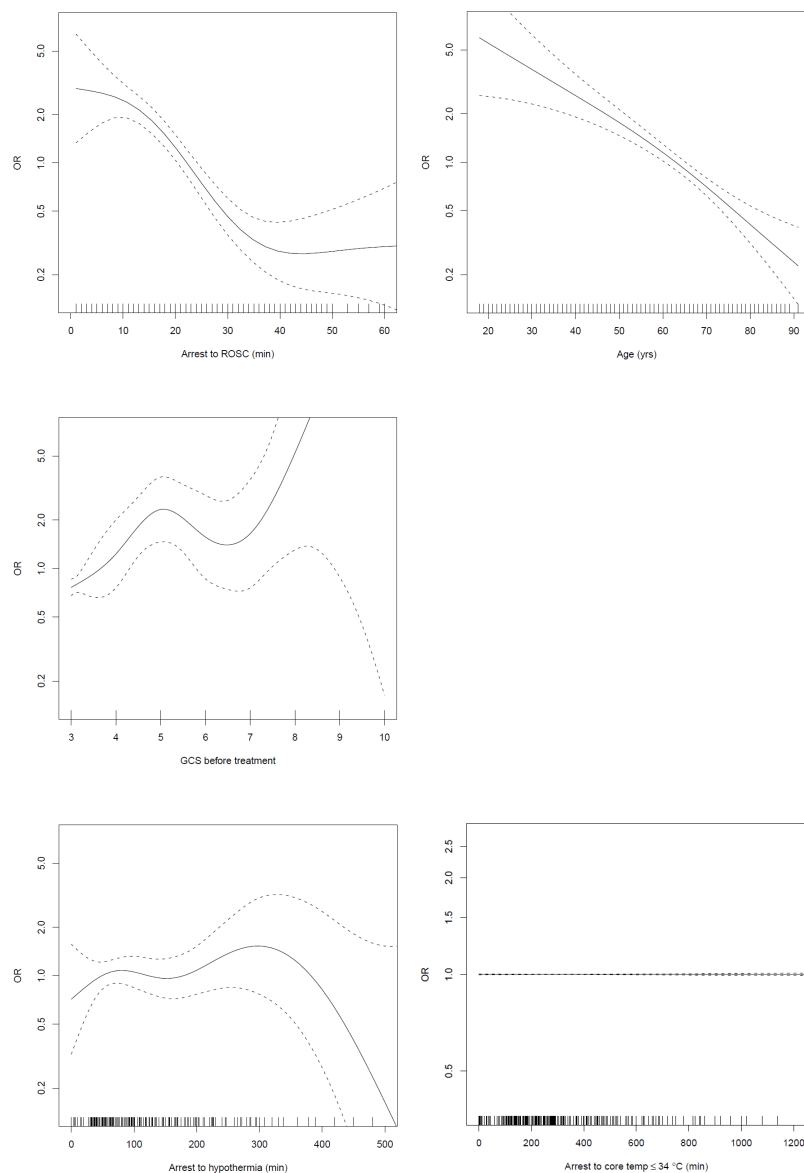 5.0
2.0
1.0
0.5
0.2
OR
0 10 20 30 40 50 60
Arrest to ROSC (min)
5.0
2.0
1.0
0.5
0.2
OR
20 30 40 50 60 70 80 90
Age (yrs)
5.0
2.0
1.0
0.5
0.2
OR
3 4 5 6 7 8 9 10
GCS before treatment
5.0
2.0
1.0
0.5
0.2
OR
0 100 200 300 400 500
Arrest to hypothermia (min)
2.5
2.0
1.5
1.0
0.5
OR
0 200 400 600 800 1000 1200
Arrest to core temp ≤ 34 °C (min)